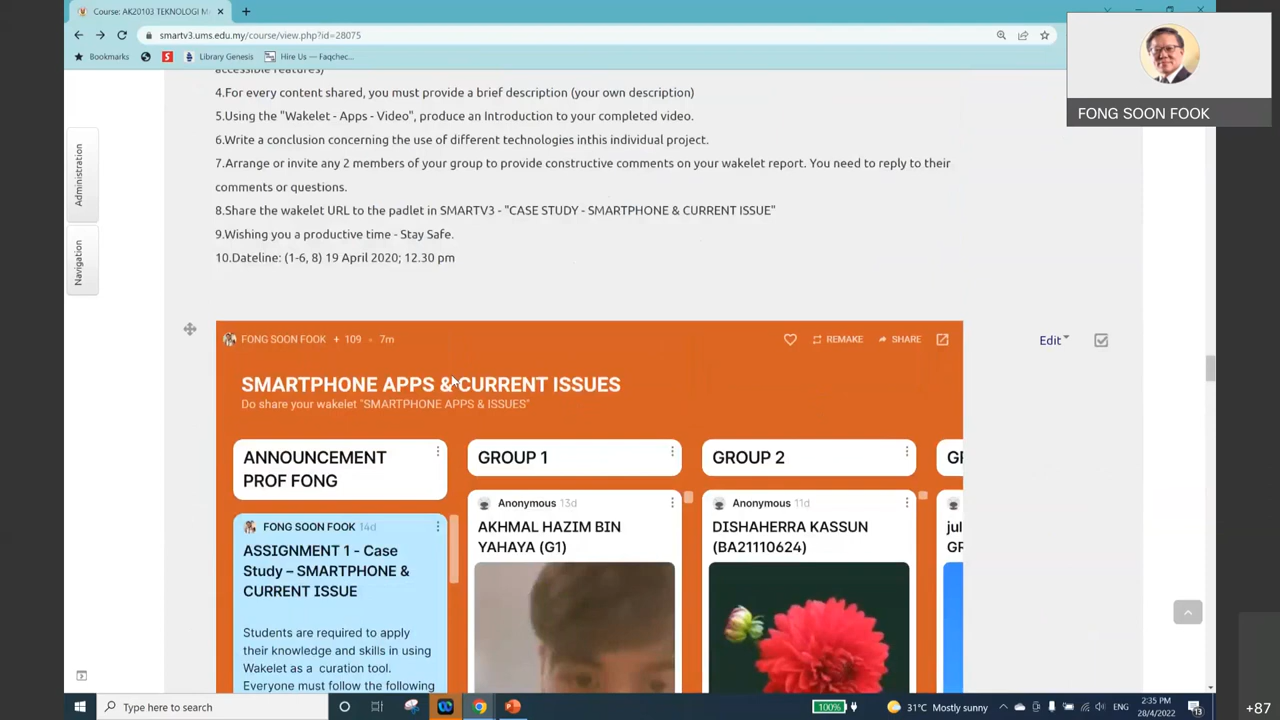 Course: AK20103 TEKNOLOGI M
smartv3.ums.edu.my/course/view.php?id=28075
Bookmarks
Library Genesis
Hire Us — Faqchec...
FONG SOON FOOK
accessible features)
4.For every content shared, you must provide a brief description (your own description)
5.Using the "Wakelet - Apps - Video", produce an Introduction to your completed video.
6.Write a conclusion concerning the use of different technologies inthis individual project.
7.Arrange or invite any 2 members of your group to provide constructive comments on your wakelet report. You need to reply to their
comments or questions.
8.Share the wakelet URL to the padlet in SMARTV3 - "CASE STUDY - SMARTPHONE & CURRENT ISSUE"
9.Wishing you a productive time - Stay Safe.
10.Dateline: (1-6, 8) 19 April 2020; 12.30 pm
Administration
Navigation
FONG SOON FOOK + 109 • 7m
REMAKE
SHARE
Edit
SMARTPHONE APPS & CURRENT ISSUES
Do share your wakelet "SMARTPHONE APPS & ISSUES"
ANNOUNCEMENT
PROF FONG
FONG SOON FOOK 14d
ASSIGNMENT 1 - Case
Study – SMARTPHONE &
CURRENT ISSUE
Students are required to apply
their knowledge and skills in using
Wakelet as a curation tool.
Everyone must follow the following
GROUP 1
Anonymous 13d
AKHMAL HAZIM BIN
YAHAYA (G1)
GROUP 2
Anonymous 11d
DISHAHERRA KASSUN
(BA21110624)
GF
jul
GR
Type here to search
100%
31°C Mostly sunny
ENG
2:35 PM
28/4/2022
13
+87